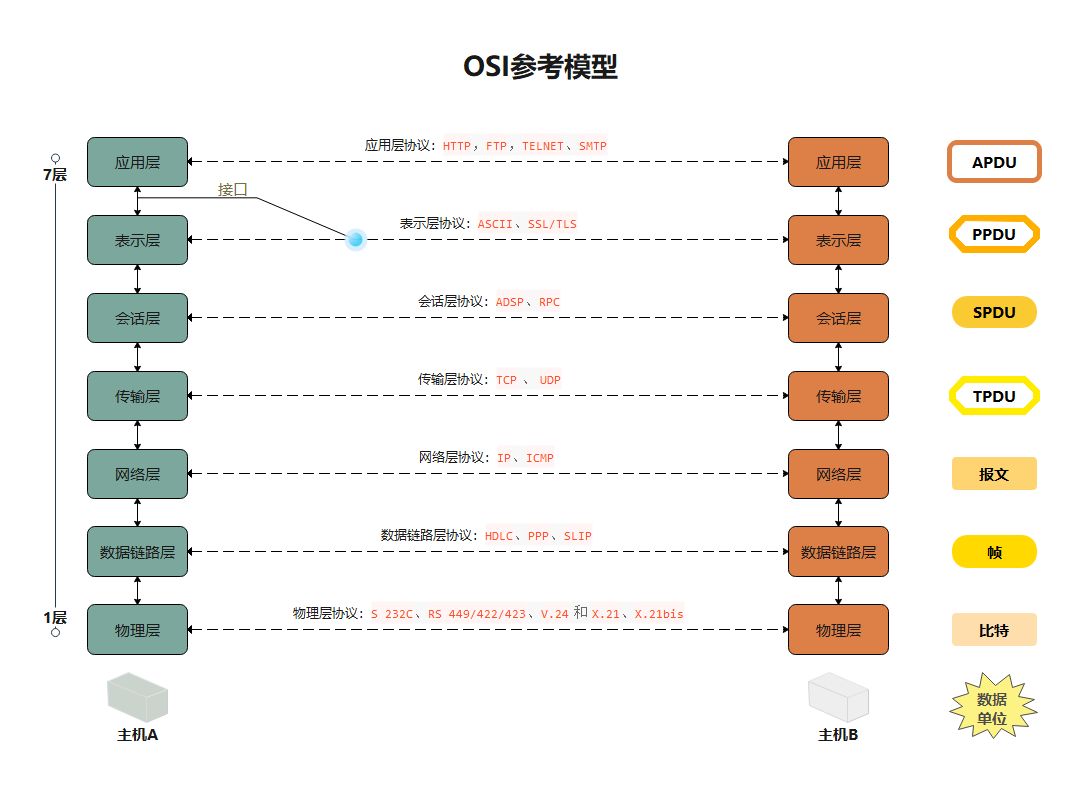 OSI参考模型
应用层协议：HTTP，FTP，TELNET、SMTP
7层
应用层
应用层
APDU
接口
表示层协议：ASCII、SSL/TLS
表示层
表示层
PPDU
会话层协议：ADSP、RPC
会话层
会话层
SPDU
传输层协议：TCP 、 UDP
传输层
传输层
TPDU
网络层协议：IP、ICMP
网络层
网络层
报文
数据链路层协议：HDLC、PPP、SLIP
数据链路层
数据链路层
帧
物理层协议：S 232C、RS 449/422/423、V.24 和 X.21、X.21bis
1层
物理层
物理层
比特
数据
单位
主机A
主机B